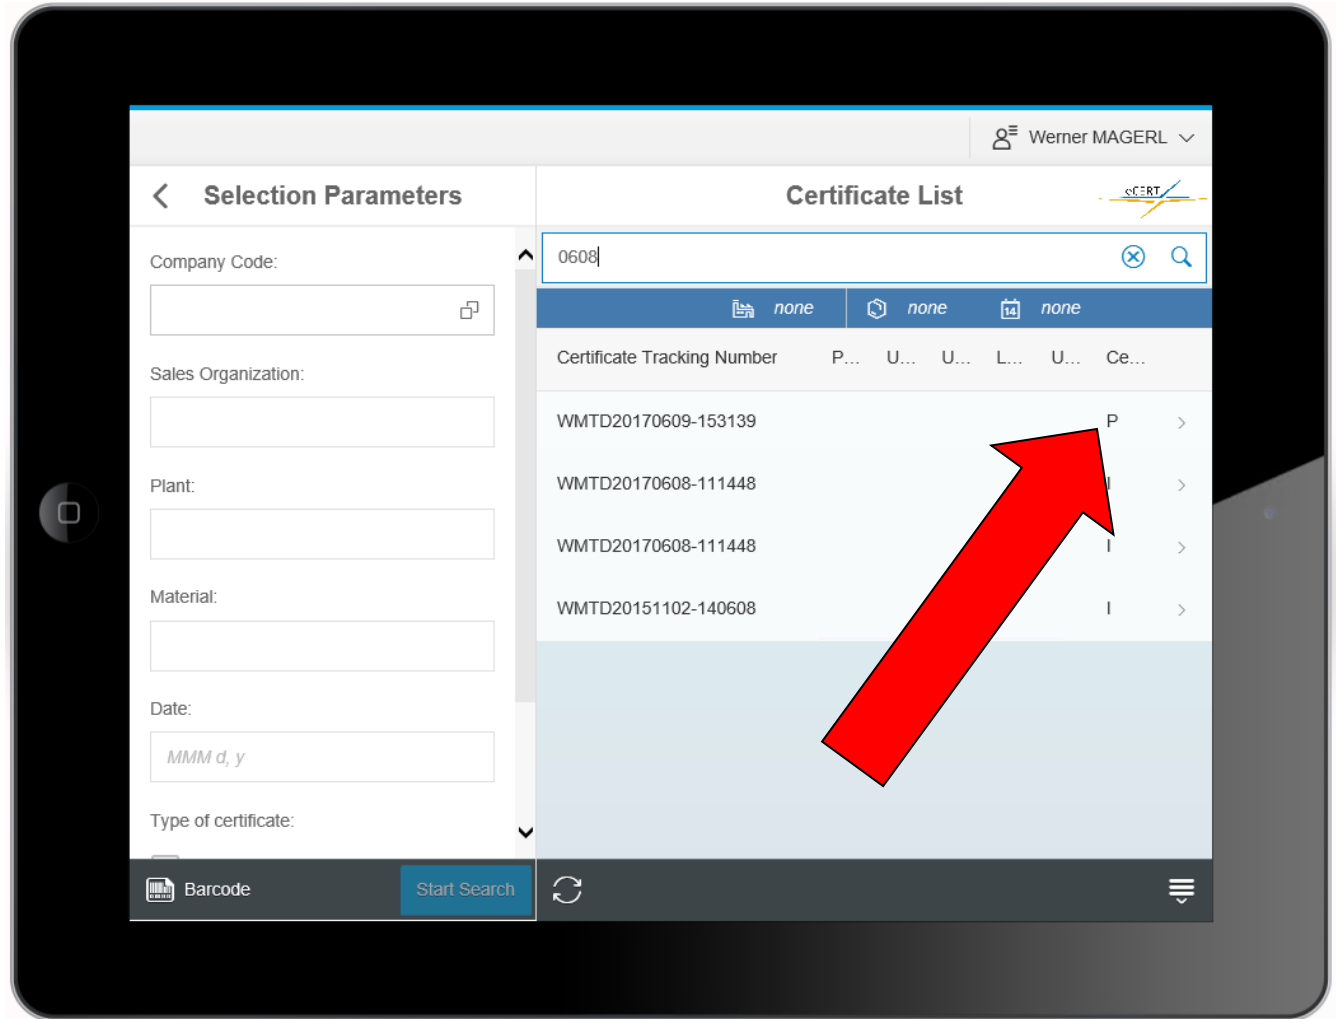 Werner MAGERL
Selection Parameters
Certificate List
eCERT
Company Code:
0608
none none 14 none
Sales Organization:
Certificate Tracking Number P... U... U... L... U... Ce...
WMTD20170609-153139 P
Plant:
WMTD20170608-111448 I
WMTD20170608-111448 I
Material:
WMTD20151102-140608 I
Date:
MMM d, y
Type of certificate:
Barcode
Start Search